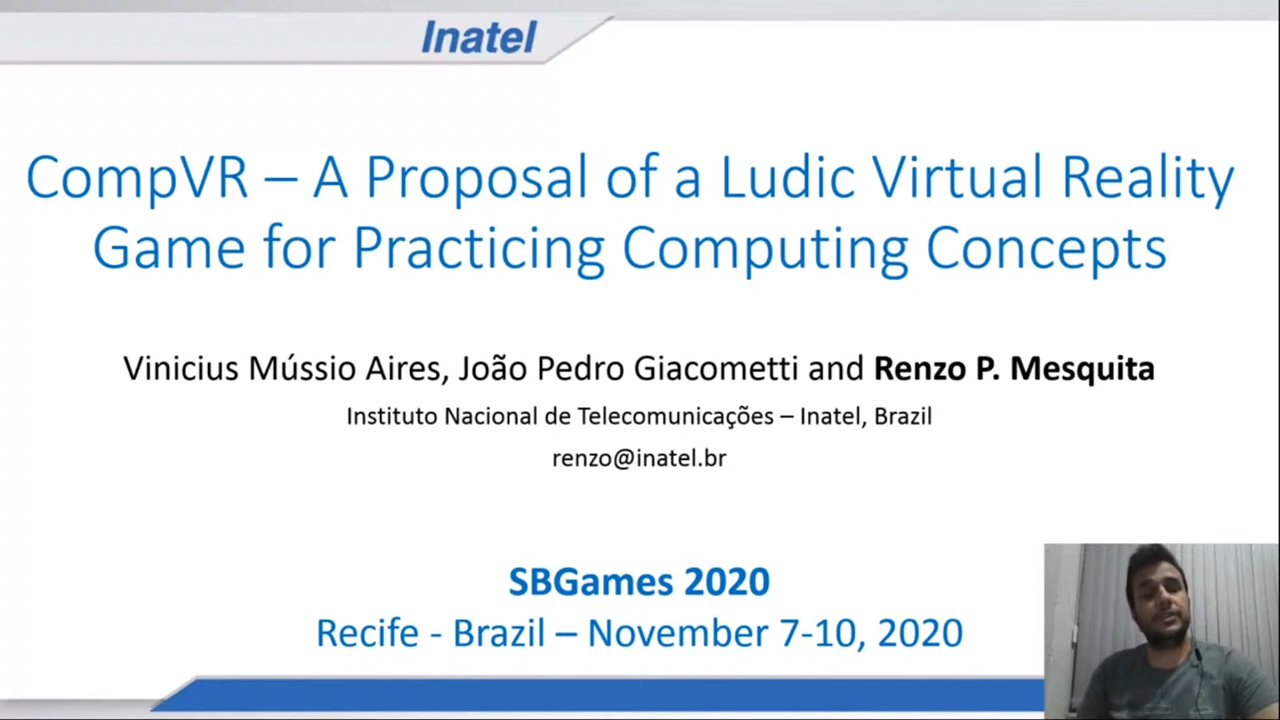 Inatel
CompVR – A Proposal of a Ludic Virtual Reality
Game for Practicing Computing Concepts
Vinicius Mússio Aires, João Pedro Giacometti and Renzo P. Mesquita
Instituto Nacional de Telecomunicações – Inatel, Brazil
renzo@inatel.br
SBGames 2020
Recife - Brazil – November 7-10, 2020